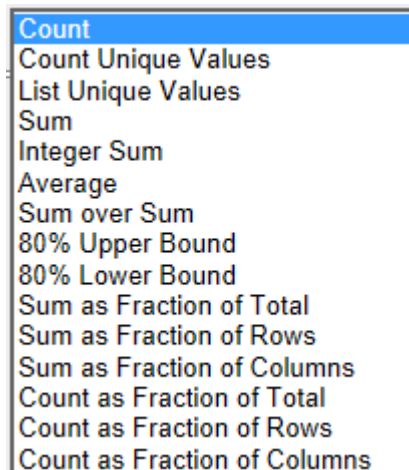 Count
Count Unique Values
List Unique Values
Sum
Integer Sum
Average
Sum over Sum
80% Upper Bound
80% Lower Bound
Sum as Fraction of Total
Sum as Fraction of Rows
Sum as Fraction of Columns
Count as Fraction of Total
Count as Fraction of Rows
Count as Fraction of Columns